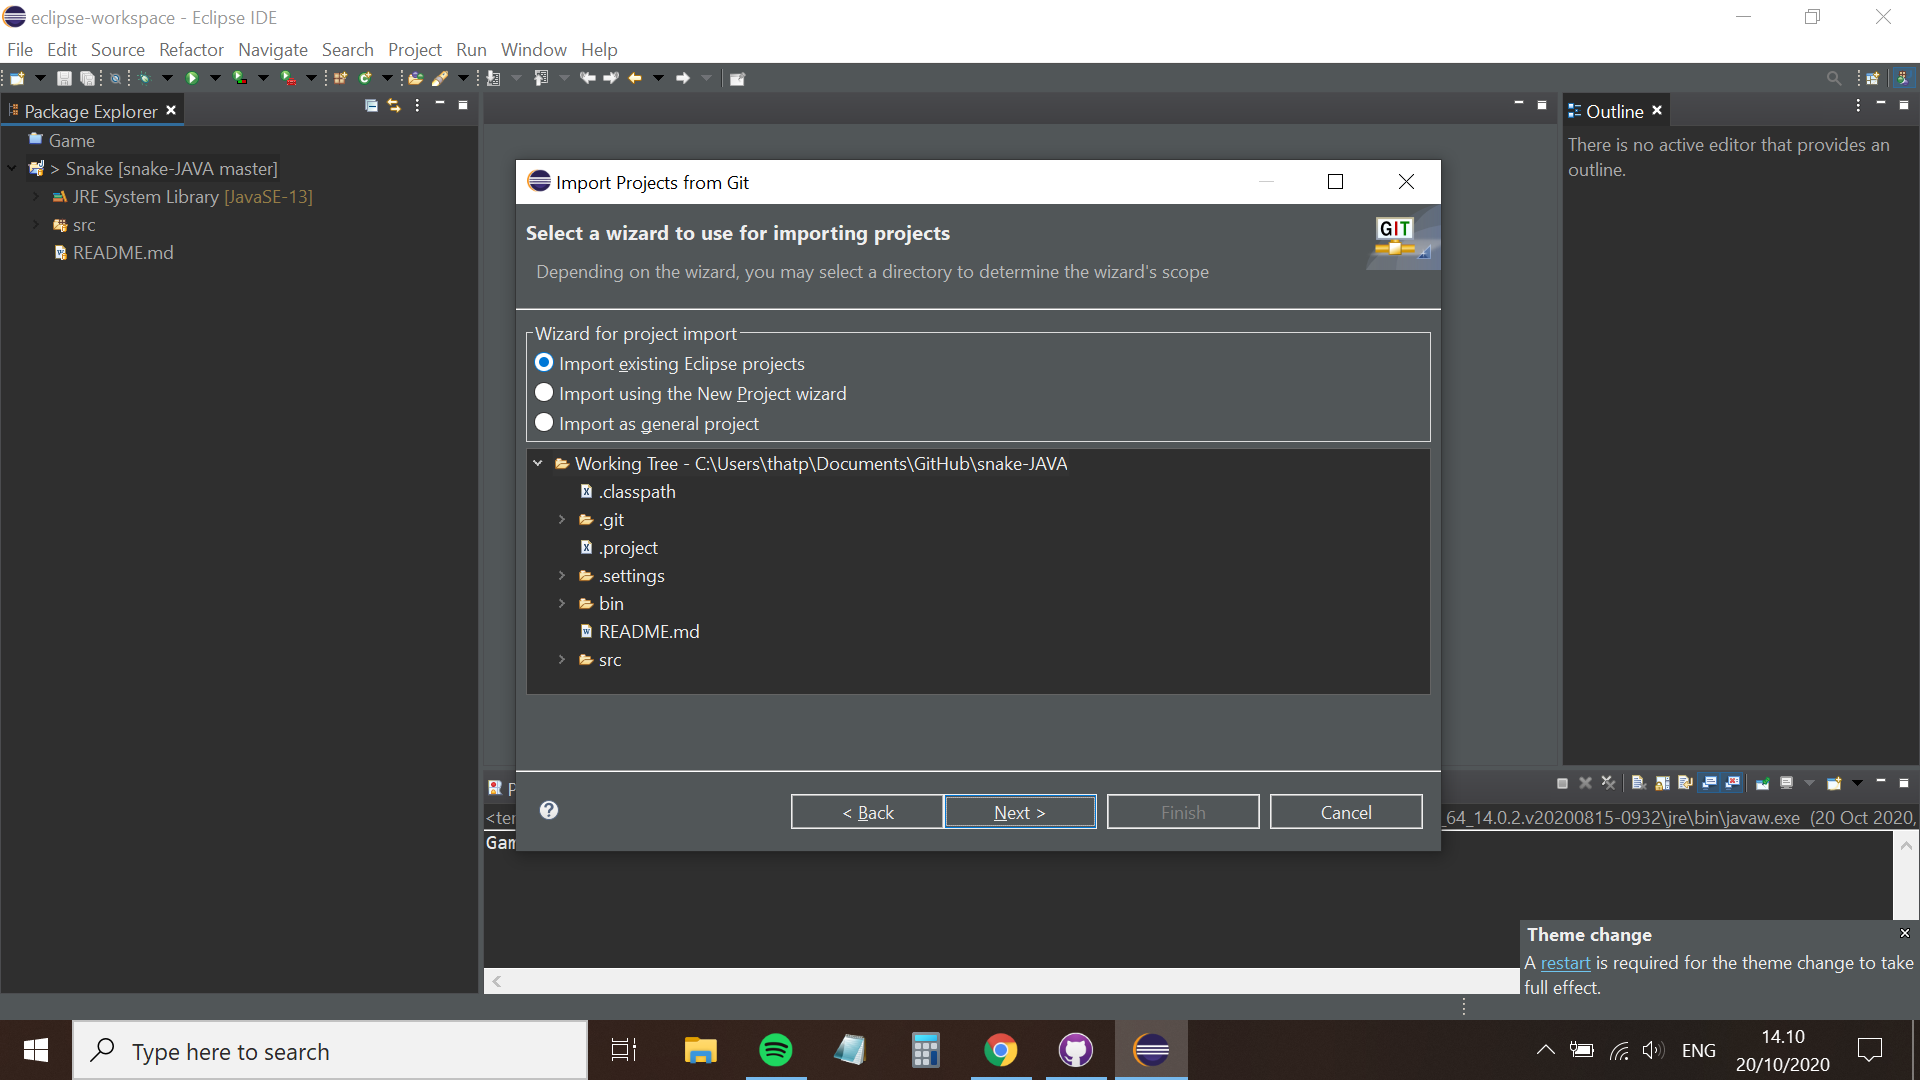 eclipse-workspace - Eclipse IDE
File Edit Source Refactor Navigate Search Project Run Window Help
Package Explorer
Game
> Snake [snake-JAVA master]
JRE System Library [JavaSE-13]
src
README.md
Outline
There is no active editor that provides an
outline.
Import Projects from Git
Select a wizard to use for importing projects
Depending on the wizard, you may select a directory to determine the wizard's scope
GIT
Wizard for project import
Import existing Eclipse projects
Import using the New Project wizard
Import as general project
Working Tree - C:\Users\thatp\Documents\GitHub\snake-JAVA
.classpath
.git
.project
.settings
bin
README.md
src
< Back
Next >
Finish
Cancel
P
<ter
_64_14.0.2.v20200815-0932\jre\bin\javaw.exe (20 Oct 2020,
Gam
Theme change
A restart is required for the theme change to take
full effect.
Type here to search
ENG
14.10
20/10/2020